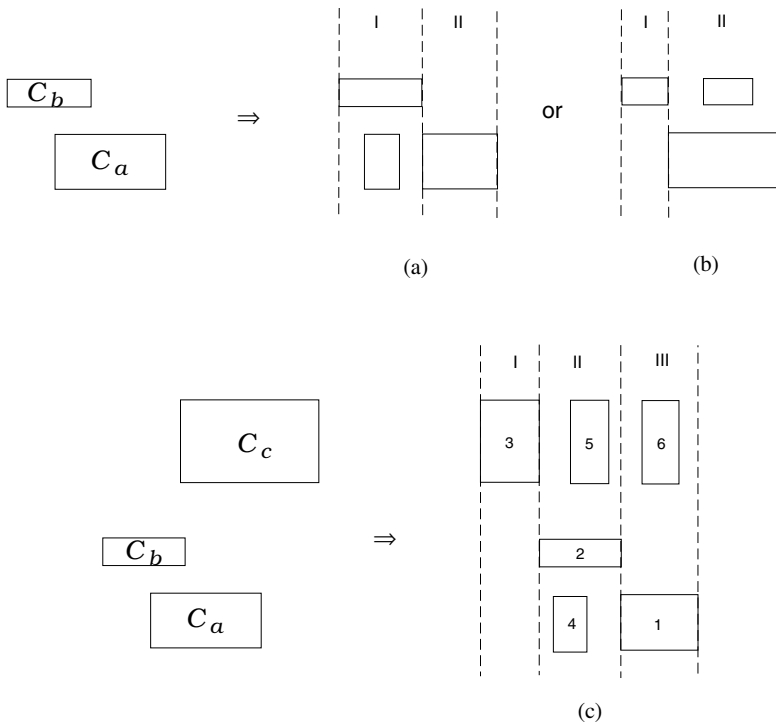 I II
I II
C_b
⇒
or
C_a
(a)
(b)
I II III
C_c
3 5 6
C_b
⇒
2
C_a
4 1
(c)